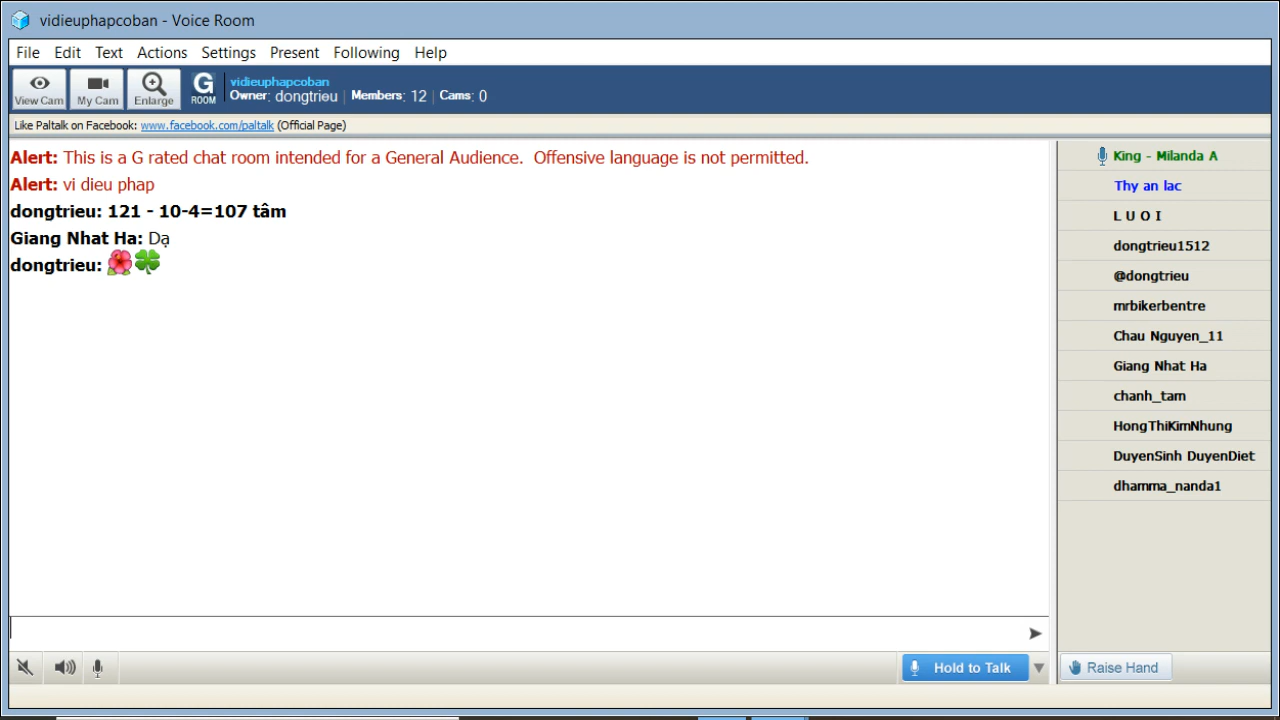 vidieuphapcoban - Voice Room
File Edit Text Actions Settings Present Following Help
View Cam
My Cam
Enlarge
G
ROOM
vidieuphapcoban
Owner: dongtrieu | Members: 12 | Cams: 0
Like Paltalk on Facebook: www.facebook.com/paltalk (Official Page)
Alert: This is a G rated chat room intended for a General Audience. Offensive language is not permitted.
Alert: vi dieu phap
dongtrieu: 121 - 10-4=107 tâm
Giang Nhat Ha: Dạ
dongtrieu:
King - Milanda A
Thy an lac
L U O I
dongtrieu1512
@dongtrieu
mrbikerbentre
Chau Nguyen_11
Giang Nhat Ha
chanh_tam
HongThiKimNhung
DuyenSinh DuyenDiet
dhamma_nanda1
Hold to Talk
Raise Hand